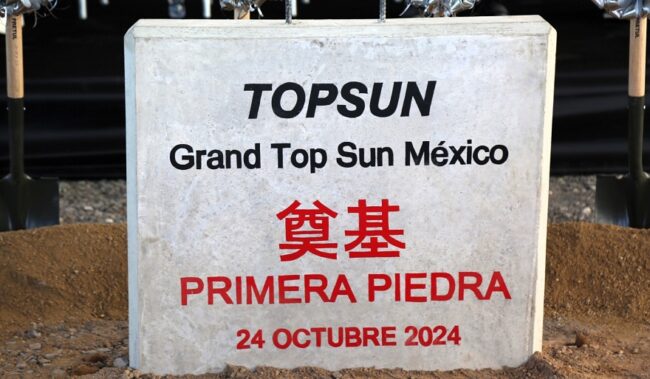 TOPSUN
Grand Top Sun México
奠基
PRIMERA PIEDRA
24 OCTUBRE 2024